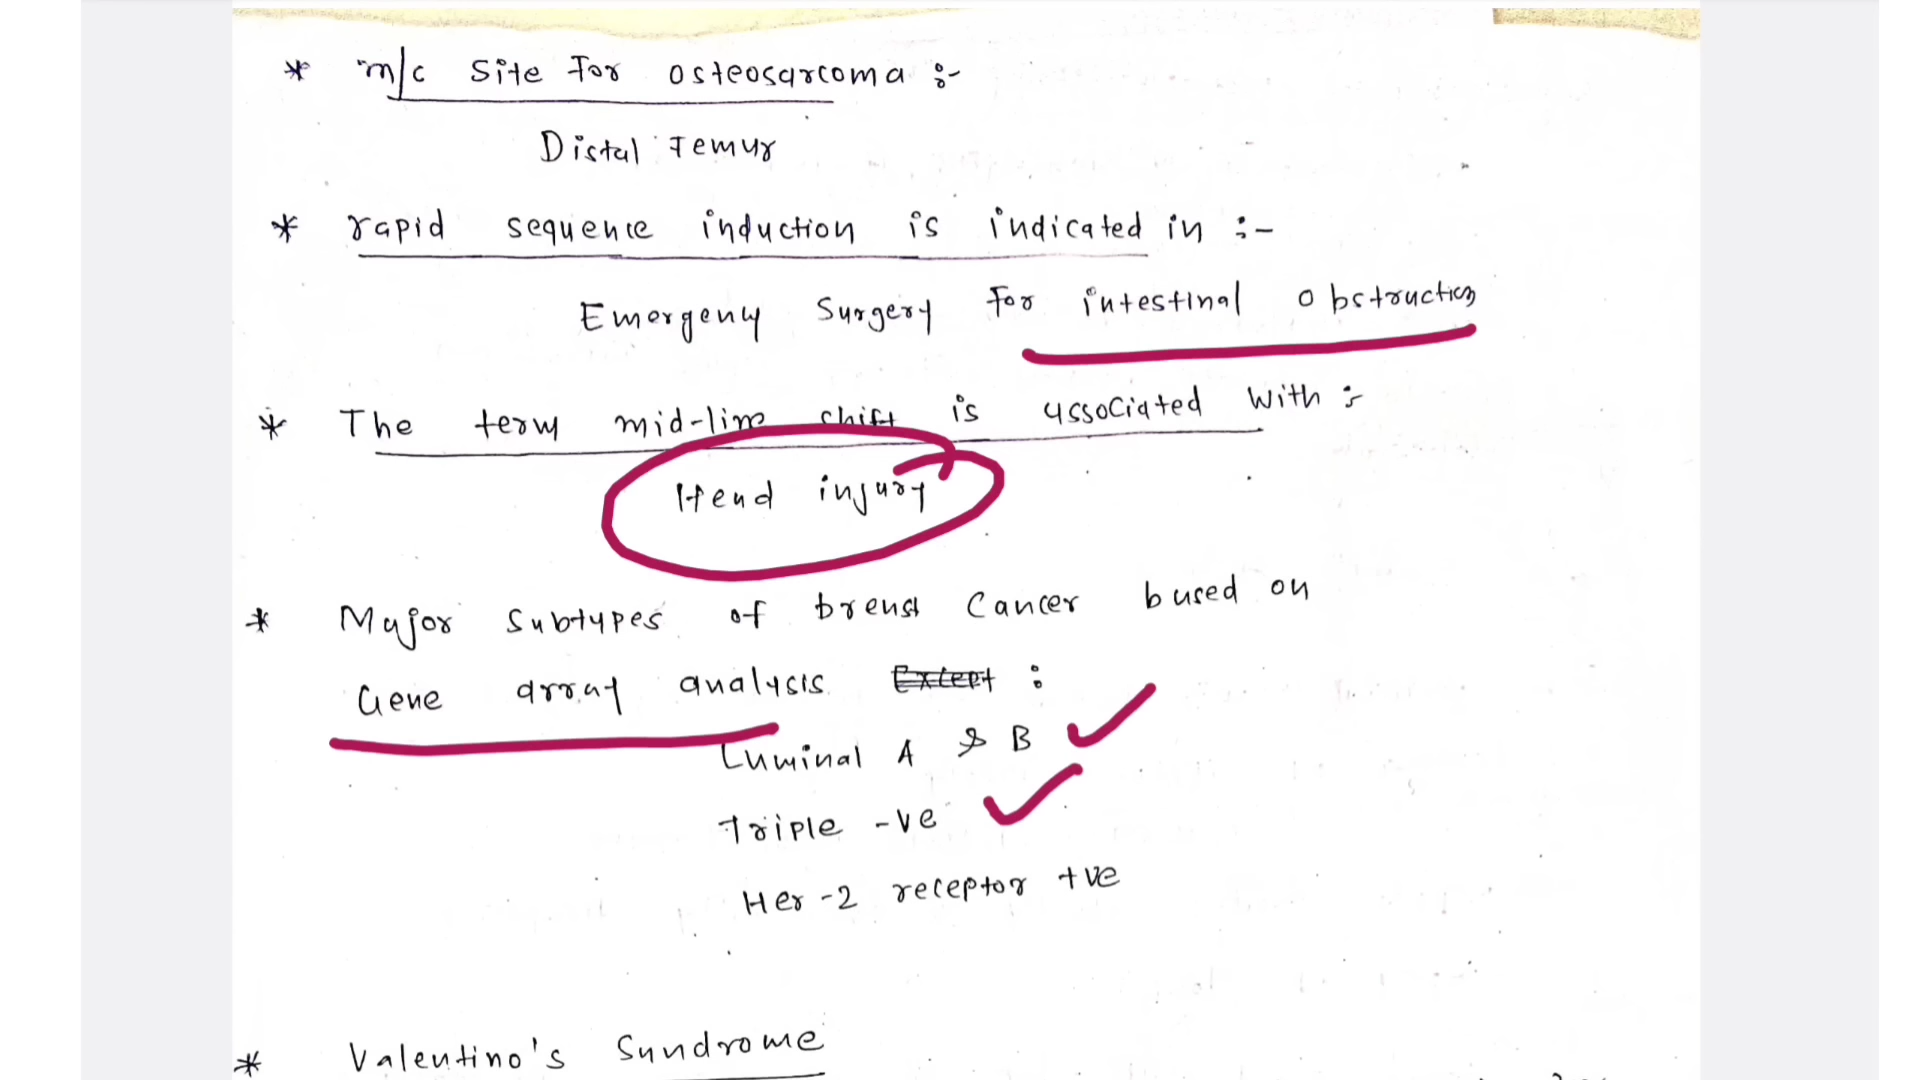 * m/c Site For osteosarcoma :-
Distal Femur
* rapid sequence induction is indicated in :-
Emergency Surgery For intestinal obstruction
* The term mid-line shift is associated with :-
Head injury
* Major Subtypes of breast Cancer based on
Gene array analysis Except :
Luminal A & B ✓
Triple -ve ✓
Her-2 receptor +ve
* Valentino's Syndrome